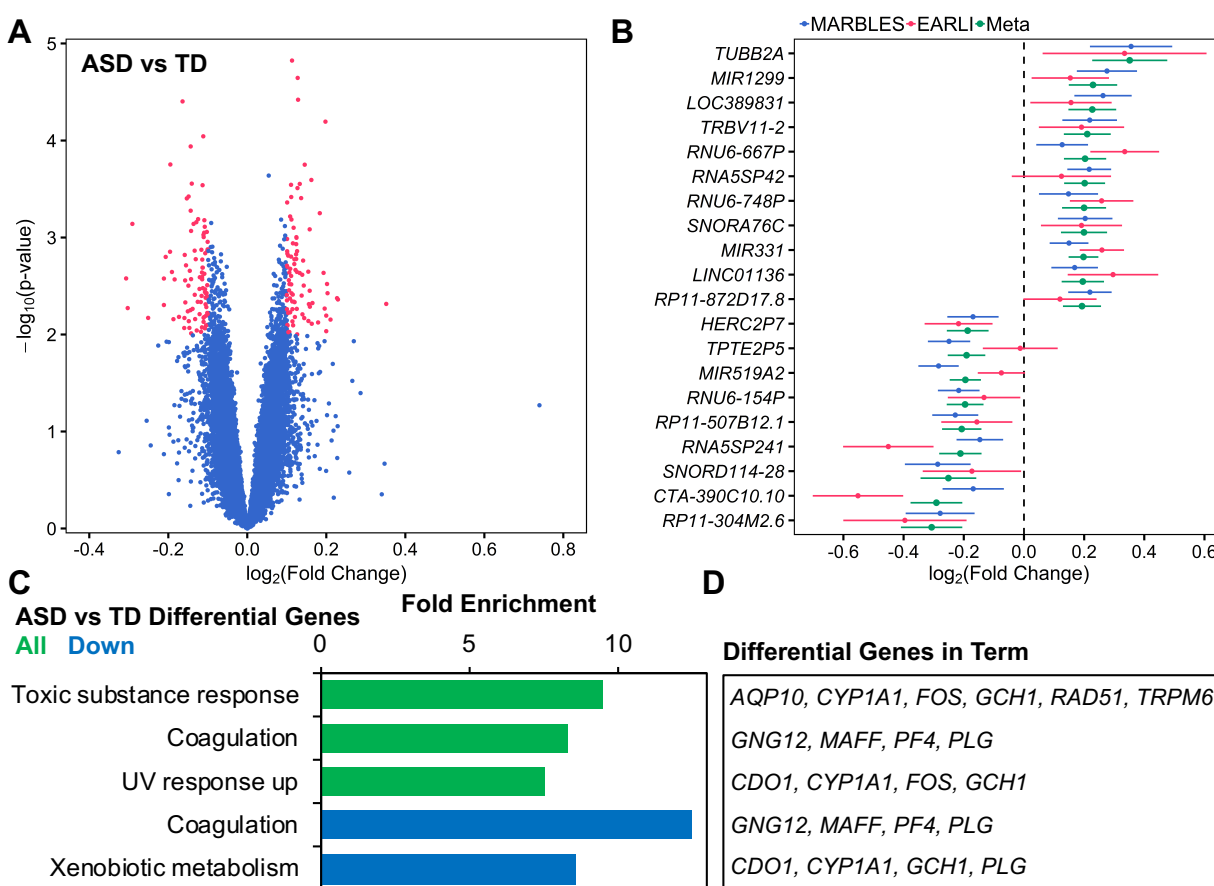 A
ASD vs TD
5
4
3
2
1
0
−log10(p-value)
-0.4 -0.2 0.0 0.2 0.4 0.6 0.8
log2(Fold Change)
B
MARBLES EARLI Meta
TUBB2A
MIR1299
LOC389831
TRBV11-2
RNU6-667P
RNA5SP42
RNU6-748P
SNORA76C
MIR331
LINC01136
RP11-872D17.8
HERC2P7
TPTE2P5
MIR519A2
RNU6-154P
RP11-507B12.1
RNA5SP241
SNORD114-28
CTA-390C10.10
RP11-304M2.6
-0.6 -0.4 -0.2 0.0 0.2 0.4 0.6
log2(Fold Change)
C
ASD vs TD Differential Genes
All Down
Fold Enrichment
0 5 10
Toxic substance response
Coagulation
UV response up
Coagulation
Xenobiotic metabolism
D
Differential Genes in Term
AQP10, CYP1A1, FOS, GCH1, RAD51, TRPM6
GNG12, MAFF, PF4, PLG
CDO1, CYP1A1, FOS, GCH1
GNG12, MAFF, PF4, PLG
CDO1, CYP1A1, GCH1, PLG